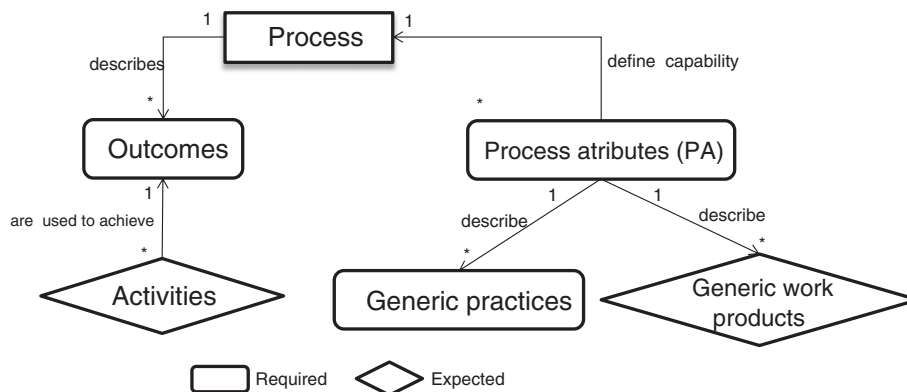 1
Process
1
describes
define capability
*
*
Outcomes
Process atributes (PA)
1
1
1
are used to achieve
describe
describe
*
*
*
Activities
Generic practices
Generic work
products
Required
Expected